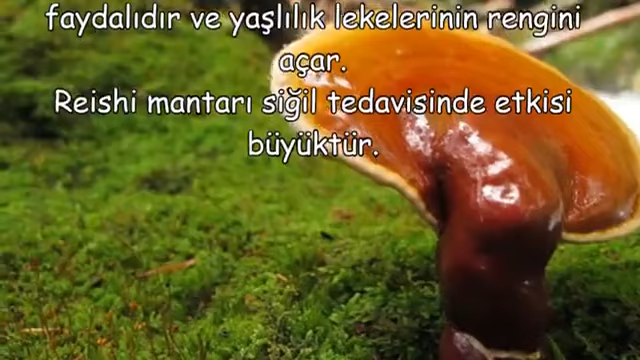 faydalıdır ve yaşlılık lekelerinin rengini
açar.
Reishi mantarı siğil tedavisinde etkisi
büyüktür.